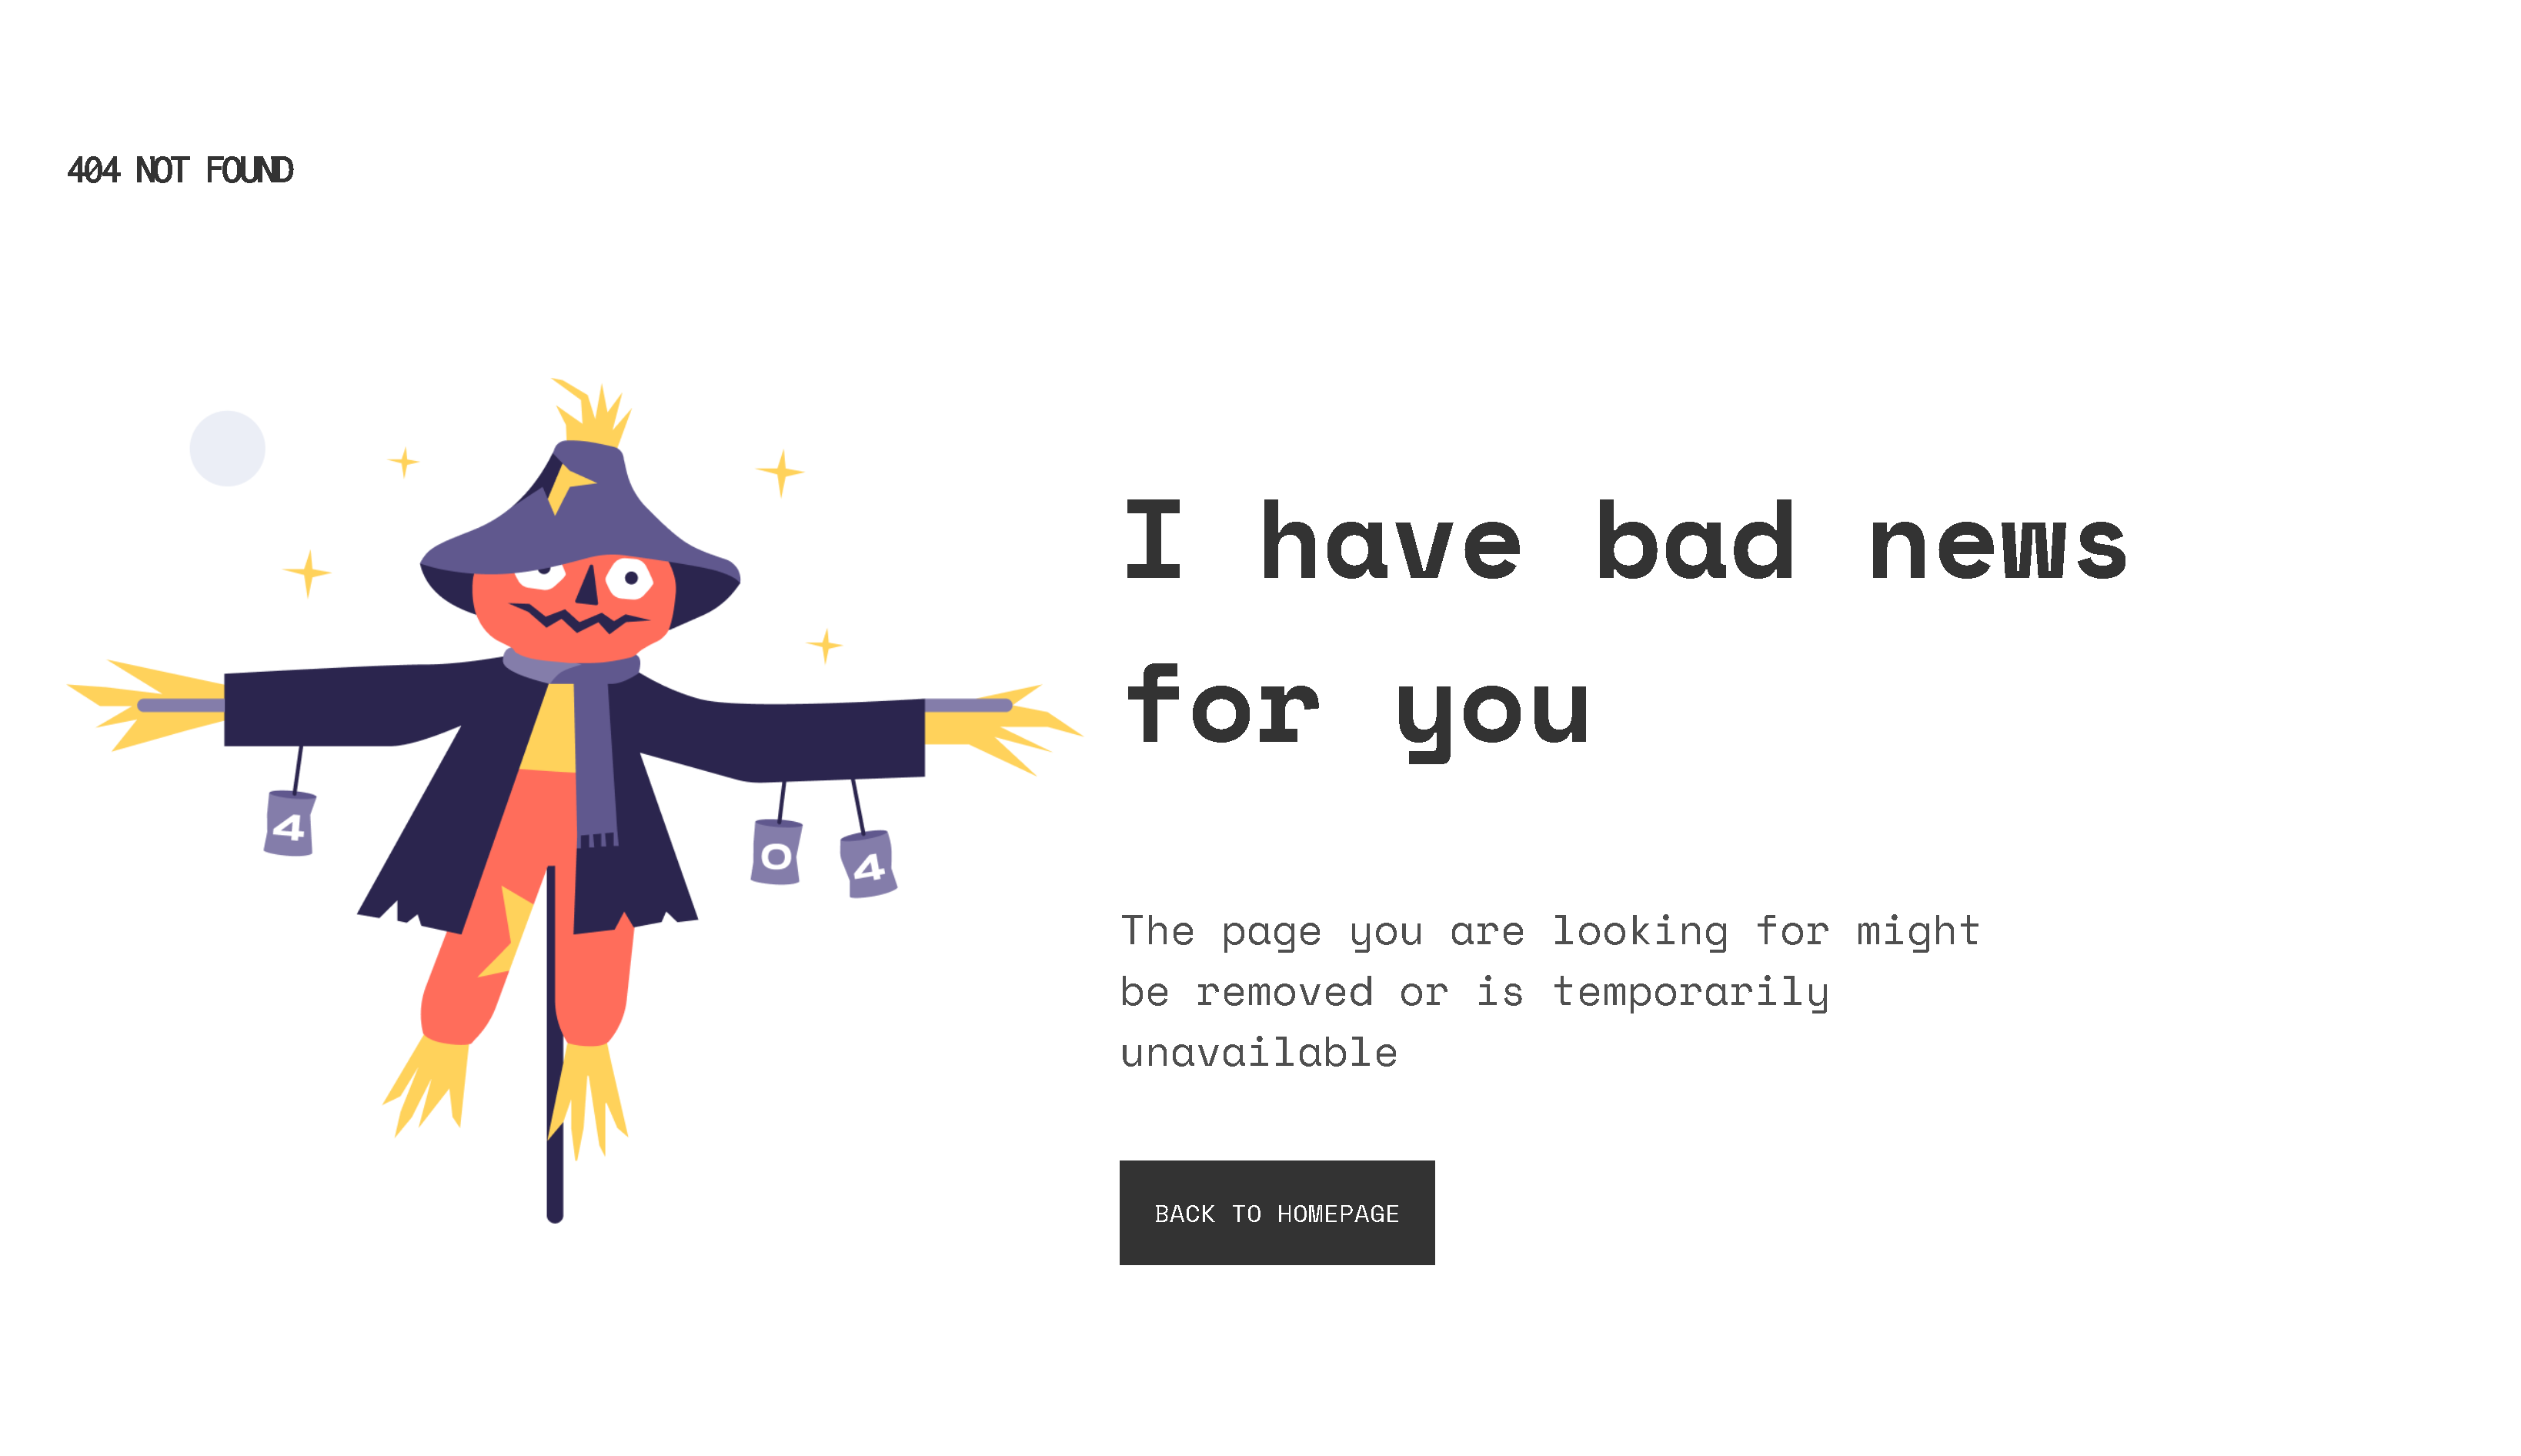 404 NOT FOUND
I have bad news
for you
4
0
4
The page you are looking for might
be removed or is temporarily
unavailable
BACK TO HOMEPAGE